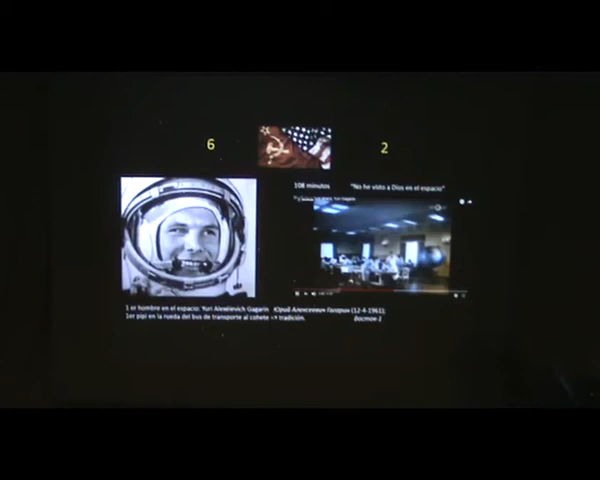 6
2
108 minutos
"No he visto a Dios en el espacio"
1 er hombre en el espacio: Yuri Alexéievich Gagarin Юрий Алексеевич Гагарин (12-4-1961).
1er pipí en la rueda del bus de transporte al cohete -> tradición.
Восток-1